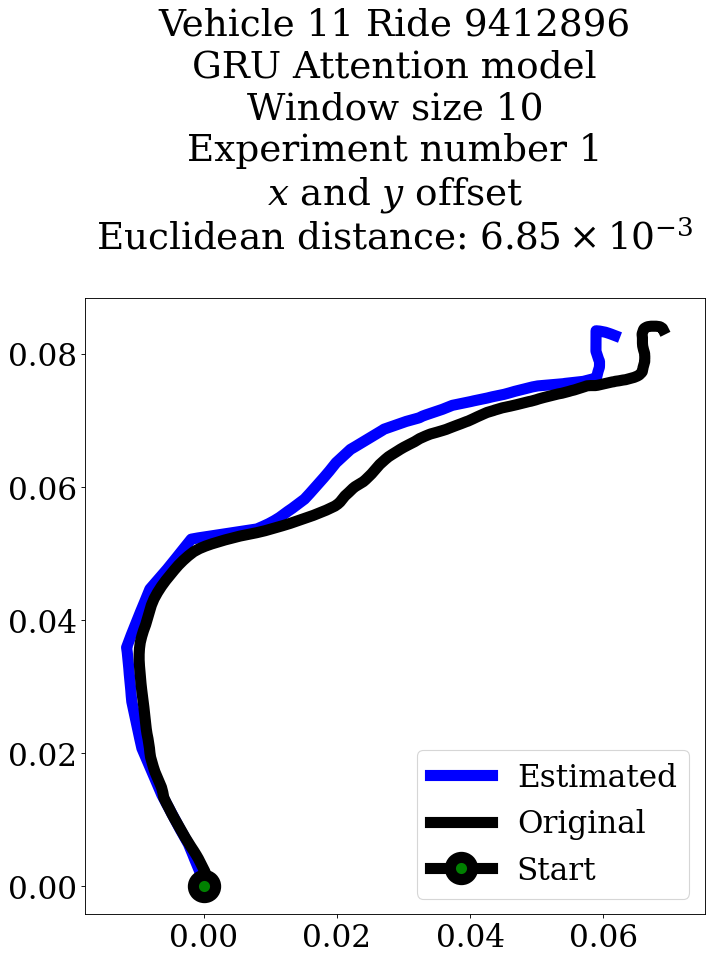 Vehicle 11 Ride 9412896
GRU Attention model
Window size 10
Experiment number 1
x and y offset
Euclidean distance: 6.85 × 10⁻³
0.08
0.06
0.04
0.02
0.00
Estimated
Original
Start
0.00 0.02 0.04 0.06